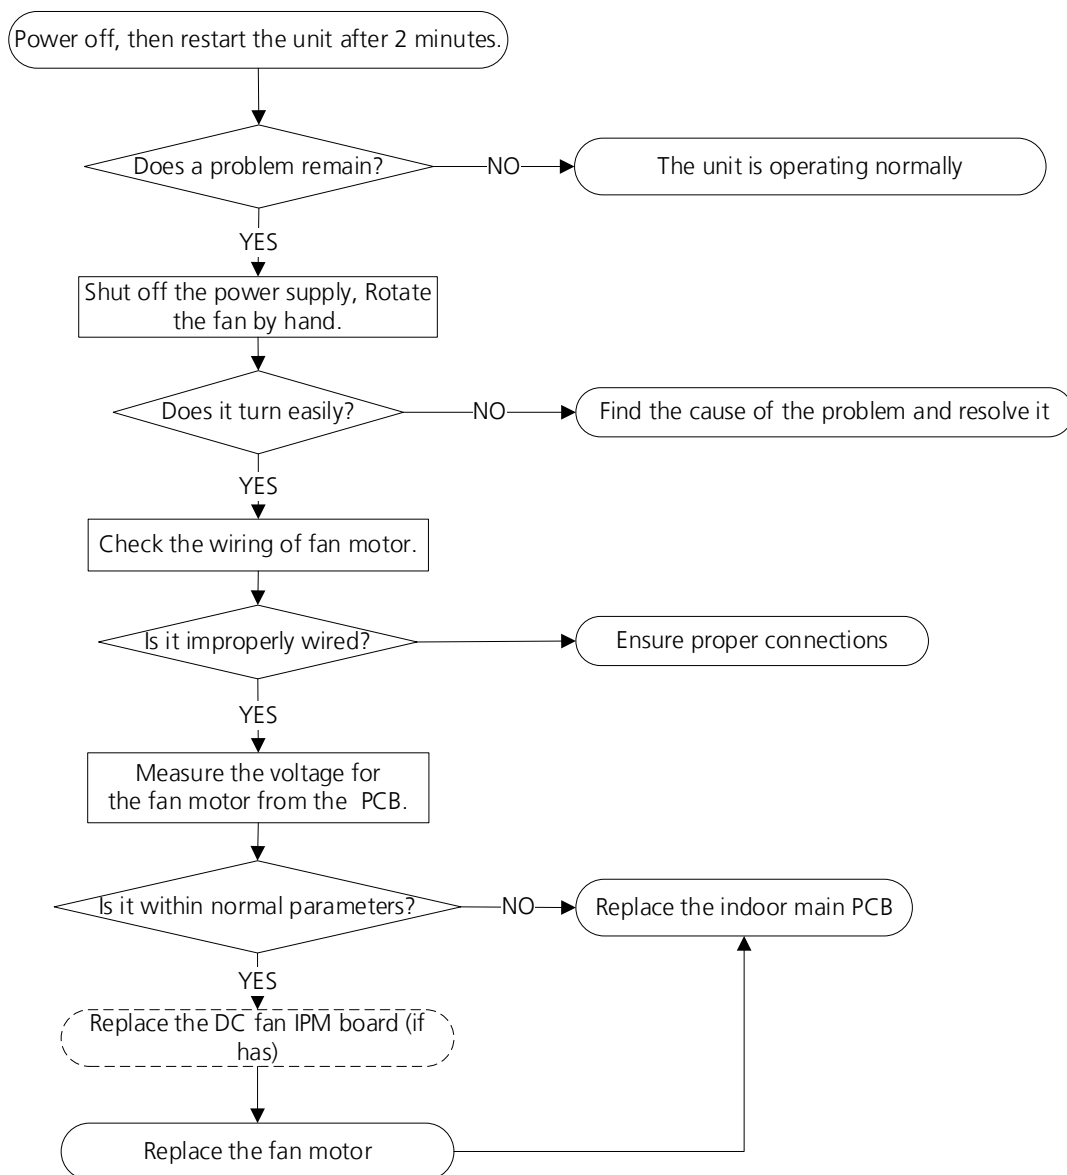 Power off, then restart the unit after 2 minutes.
Does a problem remain?
NO
The unit is operating normally
YES
Shut off the power supply, Rotate
the fan by hand.
Does it turn easily?
NO
Find the cause of the problem and resolve it
YES
Check the wiring of fan motor.
Is it improperly wired?
Ensure proper connections
YES
Measure the voltage for
the fan motor from the PCB.
Is it within normal parameters?
NO
Replace the indoor main PCB
YES
Replace the DC fan IPM board (if
has)
Replace the fan motor